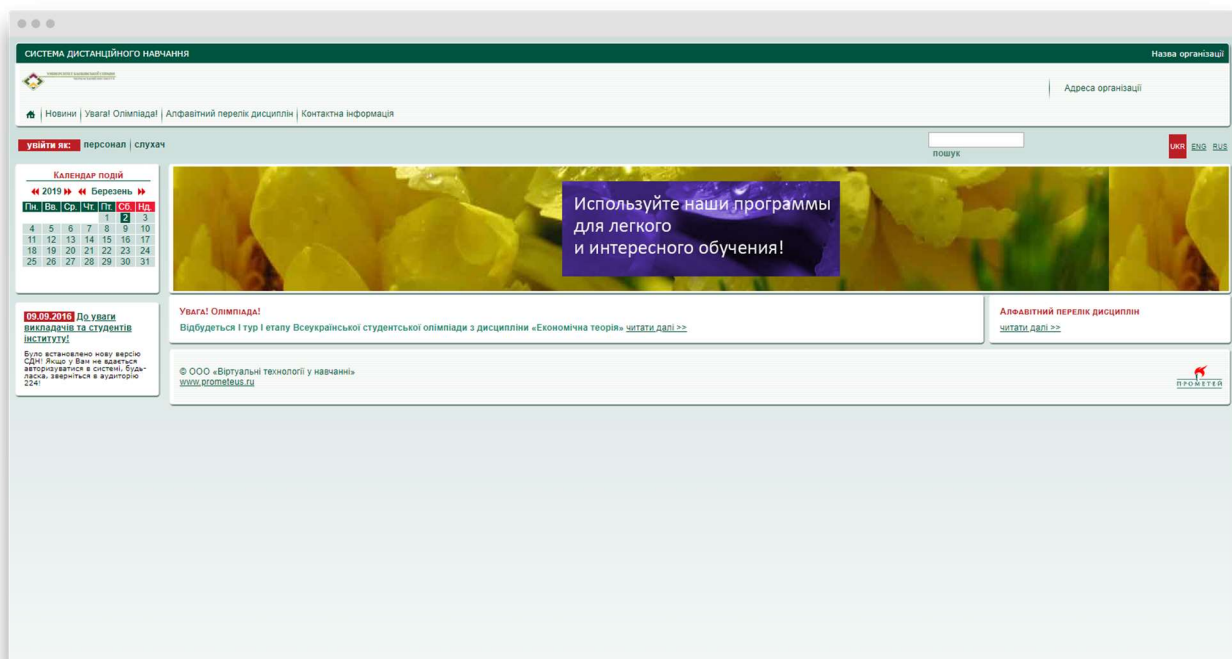 СИСТЕМА ДИСТАНЦІЙНОГО НАВЧАННЯ
Назва організації
Адреса організації
Новини | Увага! Олімпіада! | Алфавітний перелік дисциплін | Контактна інформація
увійти як: персонал | слухач
пошук
UKR ENG RUS
Календар подій
2019 Березень
Пн. Вв. Ср. Чт. Пт. Сб. Нд.
1 2 3
4 5 6 7 8 9 10
11 12 13 14 15 16 17
18 19 20 21 22 23 24
25 26 27 28 29 30 31
Используйте наши программы
для легкого
и интересного обучения!
09.09.2016 До уваги
викладачів та студентів
інституту!
Було встановлено нову версію
СДН! Якщо у Вам не вдається
авторизуватися в системі, будь-
ласка, зверніться в аудиторію
224!
Увага! Олімпіада!
Відбудеться І тур І етапу Всеукраїнської студентської олімпіади з дисципліни «Економічна теорія» читати далі >>
Алфавітний перелік дисциплін
читати далі >>
© ООО «Віртуальні технології у навчанні»
www.prometeus.ru
ПРОМЕТЕЙ